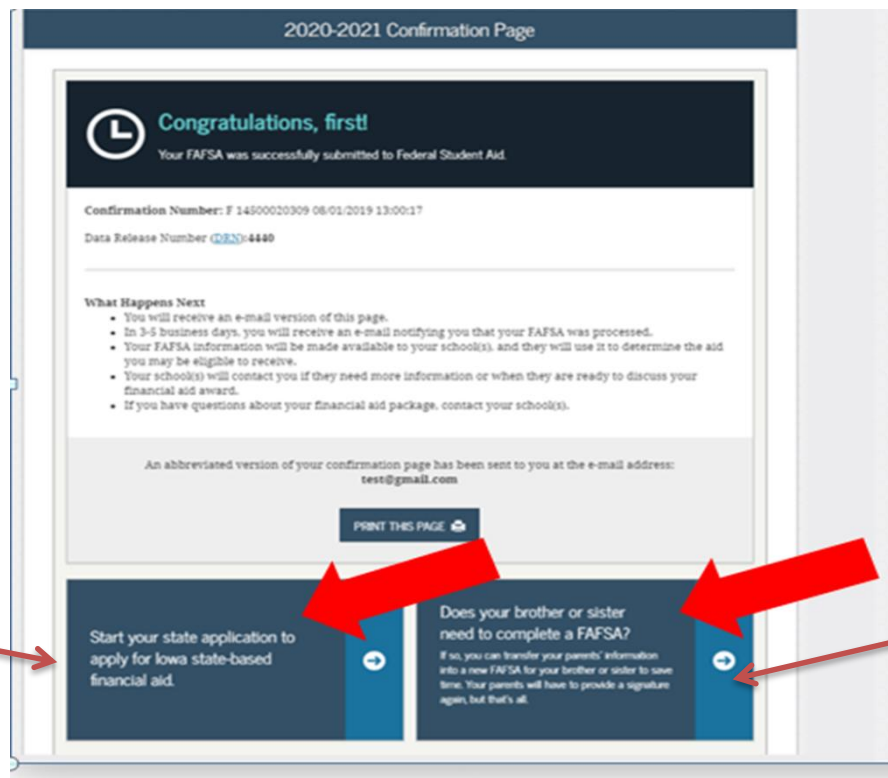 2020-2021 Confirmation Page
Congratulations, first!
Your FAFSA was successfully submitted to Federal Student Aid.
Confirmation Number: F 14500020309 08/01/2019 13:00:17
Data Release Number (DRN): 4440
What Happens Next
• You will receive an e-mail version of this page.
• In 3-5 business days, you will receive an e-mail notifying you that your FAFSA was processed.
• Your FAFSA information will be made available to your school(s), and they will use it to determine the aid
you may be eligible to receive.
• Your school(s) will contact you if they need more information or when they are ready to discuss your
financial aid award.
• If you have questions about your financial aid package, contact your school(s).
An abbreviated version of your confirmation page has been sent to you at the e-mail address:
test@gmail.com
PRINT THIS PAGE
Start your state application to
apply for Iowa state-based
financial aid.
Does your brother or sister
need to complete a FAFSA?
If so, you can transfer your parents' information
into a new FAFSA for your brother or sister to save
time. Your parents will have to provide a signature
again, but that's all.